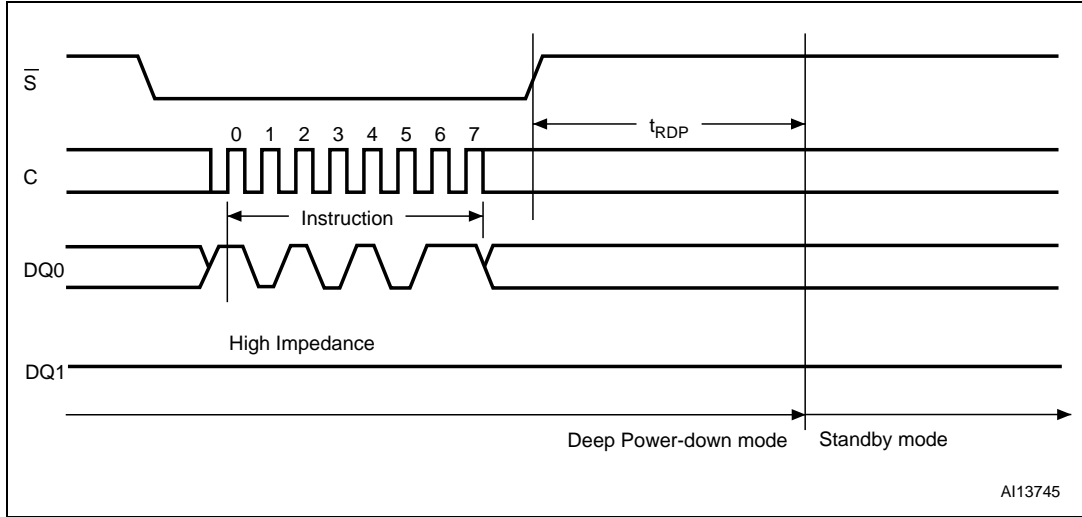 S
tRDP
0 1 2 3 4 5 6 7
C
Instruction
DQ0
High Impedance
DQ1
Deep Power-down mode Standby mode
AI13745